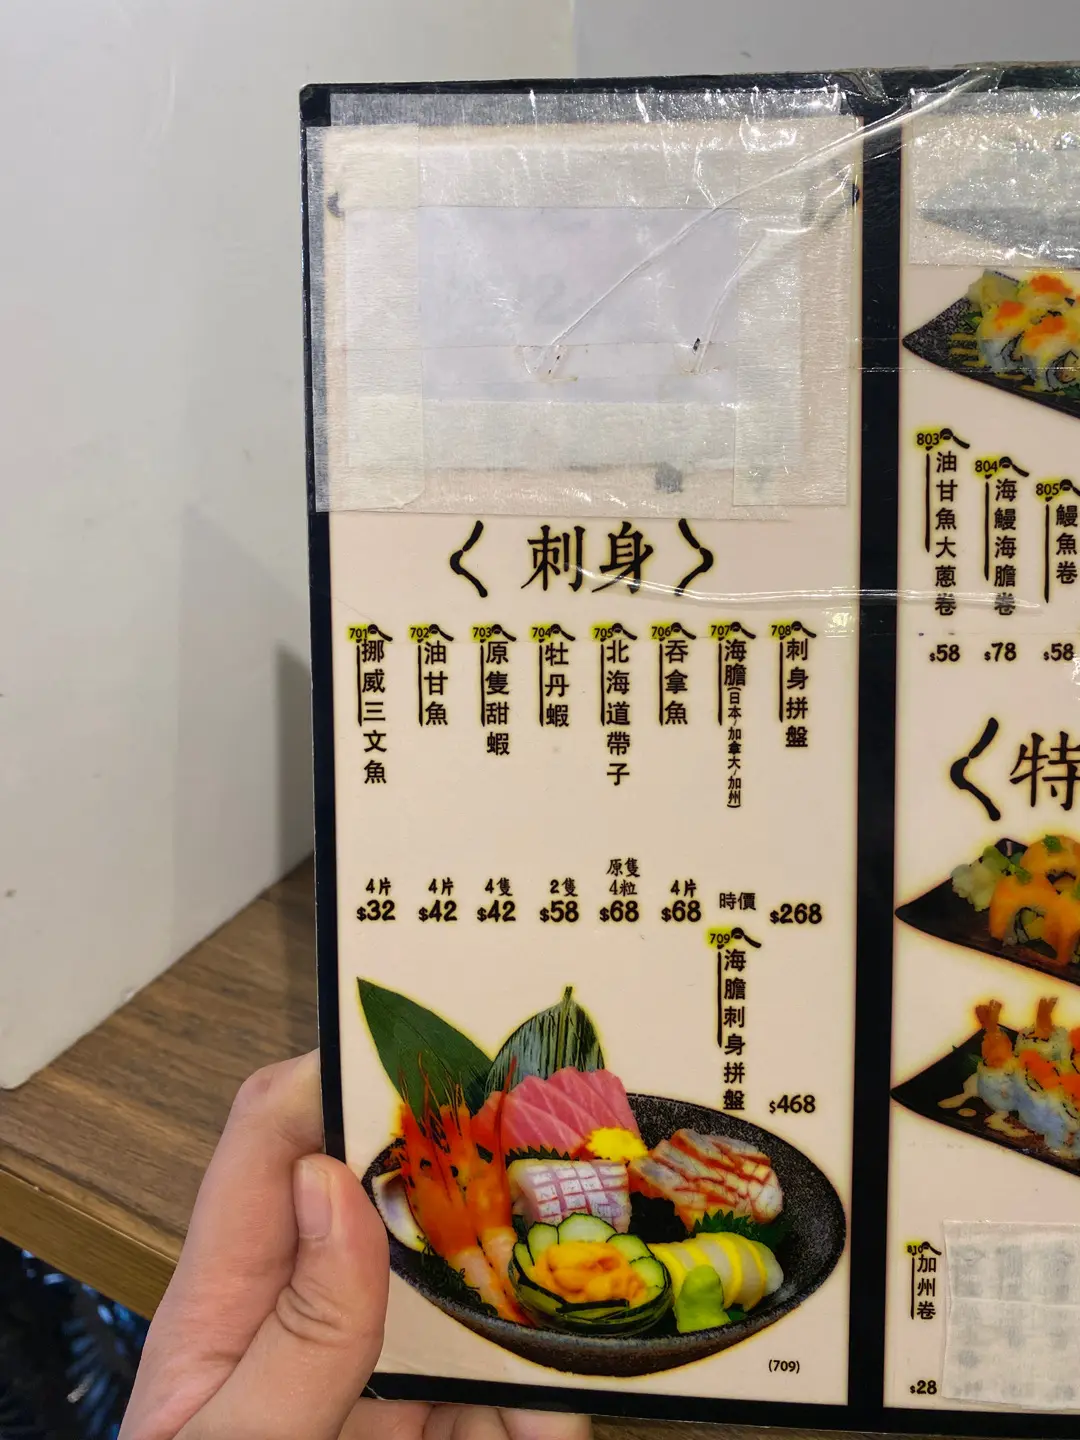 〈刺身〉
701
挪威三文魚
4片
$32
702
油甘魚
4片
$42
703
原隻甜蝦
4隻
$42
704
牡丹蝦
2隻
$58
705
北海道帶子
原隻
4粒
$68
706
吞拿魚
4片
$68
707
海膽(日本/加拿大/加州)
時價
708
刺身拼盤
$268
709
海膽刺身拼盤
$468
(709)
803
油甘魚大蔥卷
$58
804
海鰻海膽卷
$78
805
鰻魚卷
$58
〈特
810
加州卷
$28